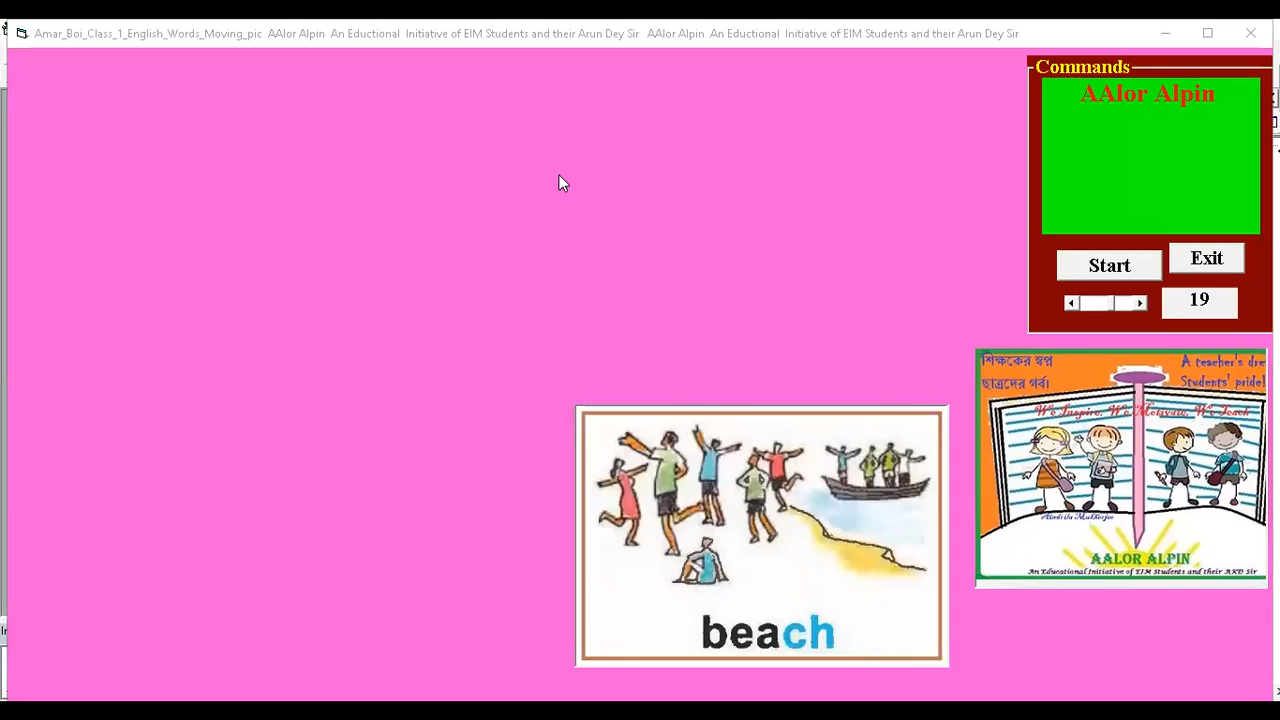 Amar_Boi_Class_1_English_Words_Moving_pic AAlor Alpin An Eductional Initiative of EIM Students and their Arun Dey Sir AAlor Alpin An Eductional Initiative of EIM Students and their Arun Dey Sir
Commands
AAlor Alpin
Start
Exit
19
শিক্ষকের স্বপ্ন
ছাত্রদের গর্ব।
A teacher's dre
Students' pride!
We Inspire, We Motivate, We Teach
Aindrila Mukherjee
AALOR ALPIN
An Educational Initiative of EIM Students and their AKD Sir
beach